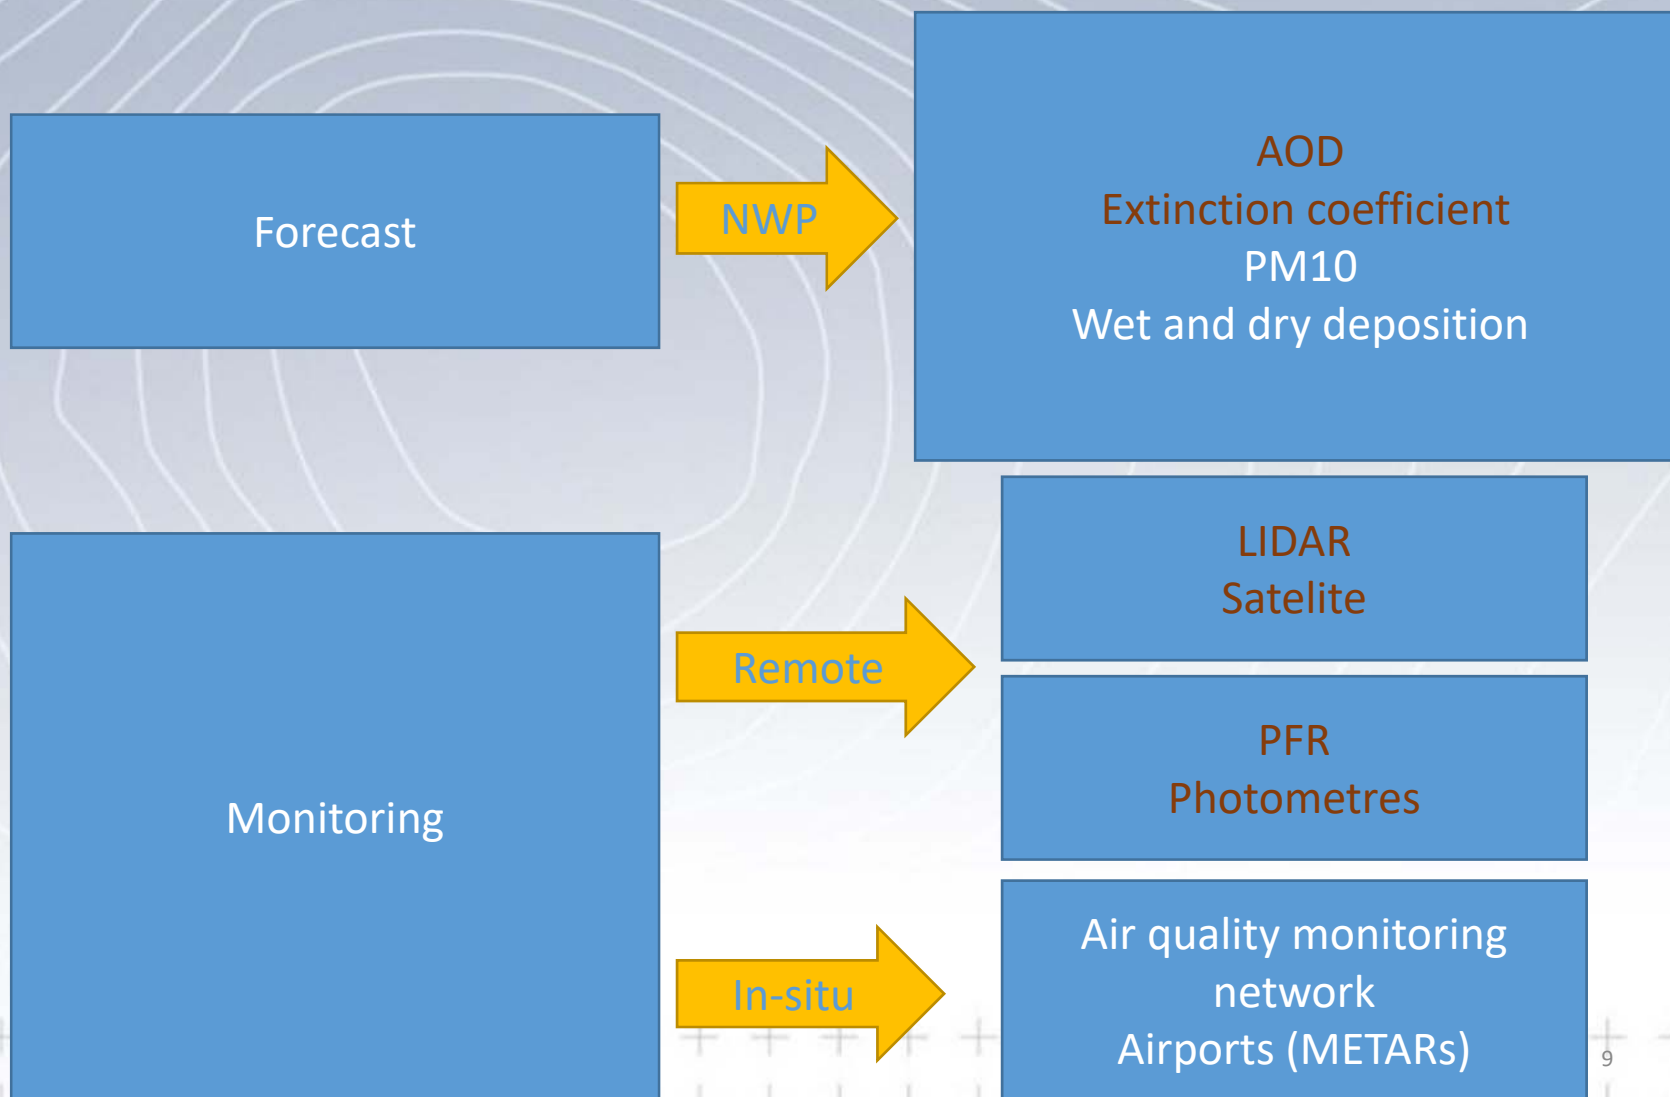 Forecast
NWP
AOD
Extinction coefficient
PM10
Wet and dry deposition
Monitoring
Remote
LIDAR
Satelite
PFR
Photometres
In-situ
Air quality monitoring
network
Airports (METARs)
9